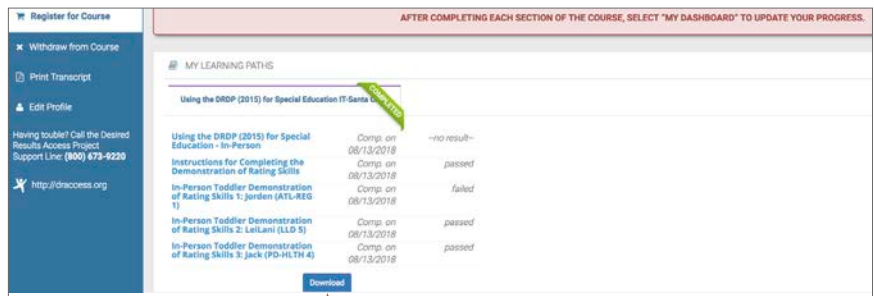 Register for Course
AFTER COMPLETING EACH SECTION OF THE COURSE, SELECT "MY DASHBOARD" TO UPDATE YOUR PROGRESS.
Withdraw from Course
Print Transcript
Edit Profile
Having touble? Call the Desired
Results Access Project
Support Line: (800) 673-9220
http://draccess.org
MY LEARNING PATHS
Using the DRDP (2015) for Special Education IT-Santa
COMPLETED
Using the DRDP (2015) for Special
Education - In-Person
Comp. on
08/13/2018
--no result--
Instructions for Completing the
Demonstration of Rating Skills
Comp. on
08/13/2018
passed
In-Person Toddler Demonstration
of Rating Skills 1: Jorden (ATL-REG
1)
Comp. on
08/13/2018
failed
In-Person Toddler Demonstration
of Rating Skills 2: LeiLani (LLD 5)
Comp. on
08/13/2018
passed
In-Person Toddler Demonstration
of Rating Skills 3: Jack (PD-HLTH 4)
Comp. on
08/13/2018
passed
Download